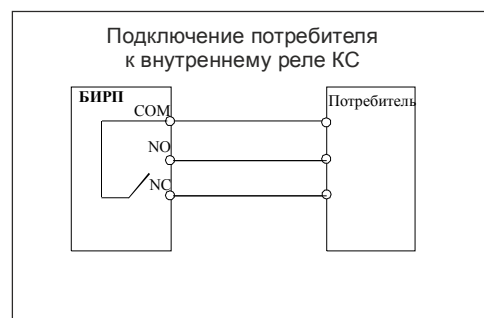 Подключение потребителя
к внутреннему реле КС
БИРП
Потребитель
COM
NO
NC